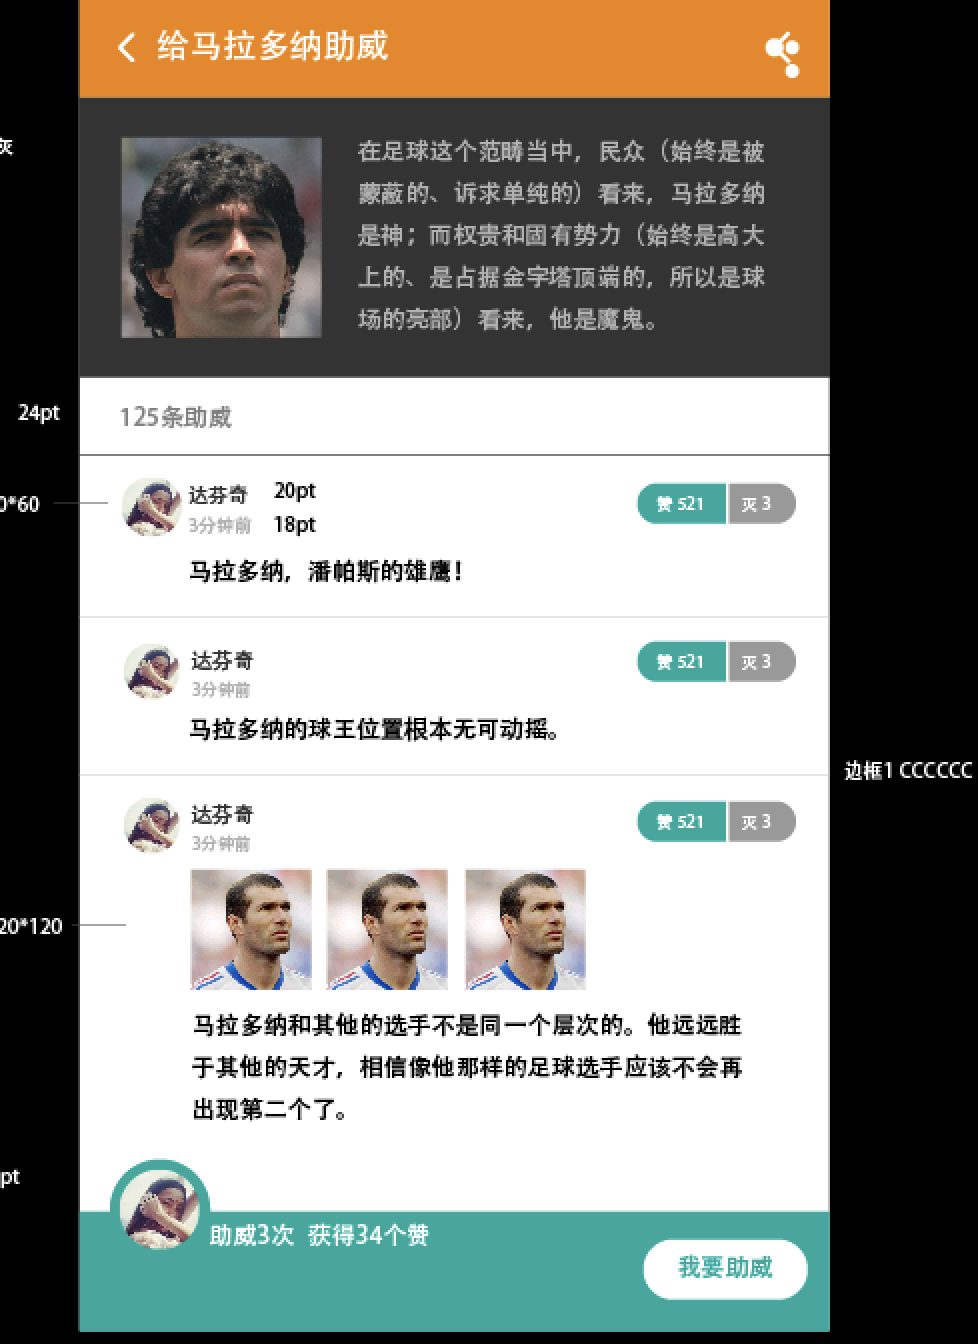 给马拉多纳助威
灰
在足球这个范畴当中，民众（始终是被
蒙蔽的、诉求单纯的）看来，马拉多纳
是神；而权贵和固有势力（始终是高大
上的、是占据金字塔顶端的，所以是球
场的亮部）看来，他是魔鬼。
24pt
125条助威
0*60
达芬奇 20pt
赞 521 灭 3
3分钟前 18pt
马拉多纳，潘帕斯的雄鹰！
达芬奇
赞 521 灭 3
3分钟前
马拉多纳的球王位置根本无可动摇。
边框1 CCCCCC
达芬奇
赞 521 灭 3
3分钟前
20*120
马拉多纳和其他的选手不是同一个层次的。他远远胜
于其他的天才，相信像他那样的足球选手应该不会再
出现第二个了。
pt
助威3次 获得34个赞
我要助威